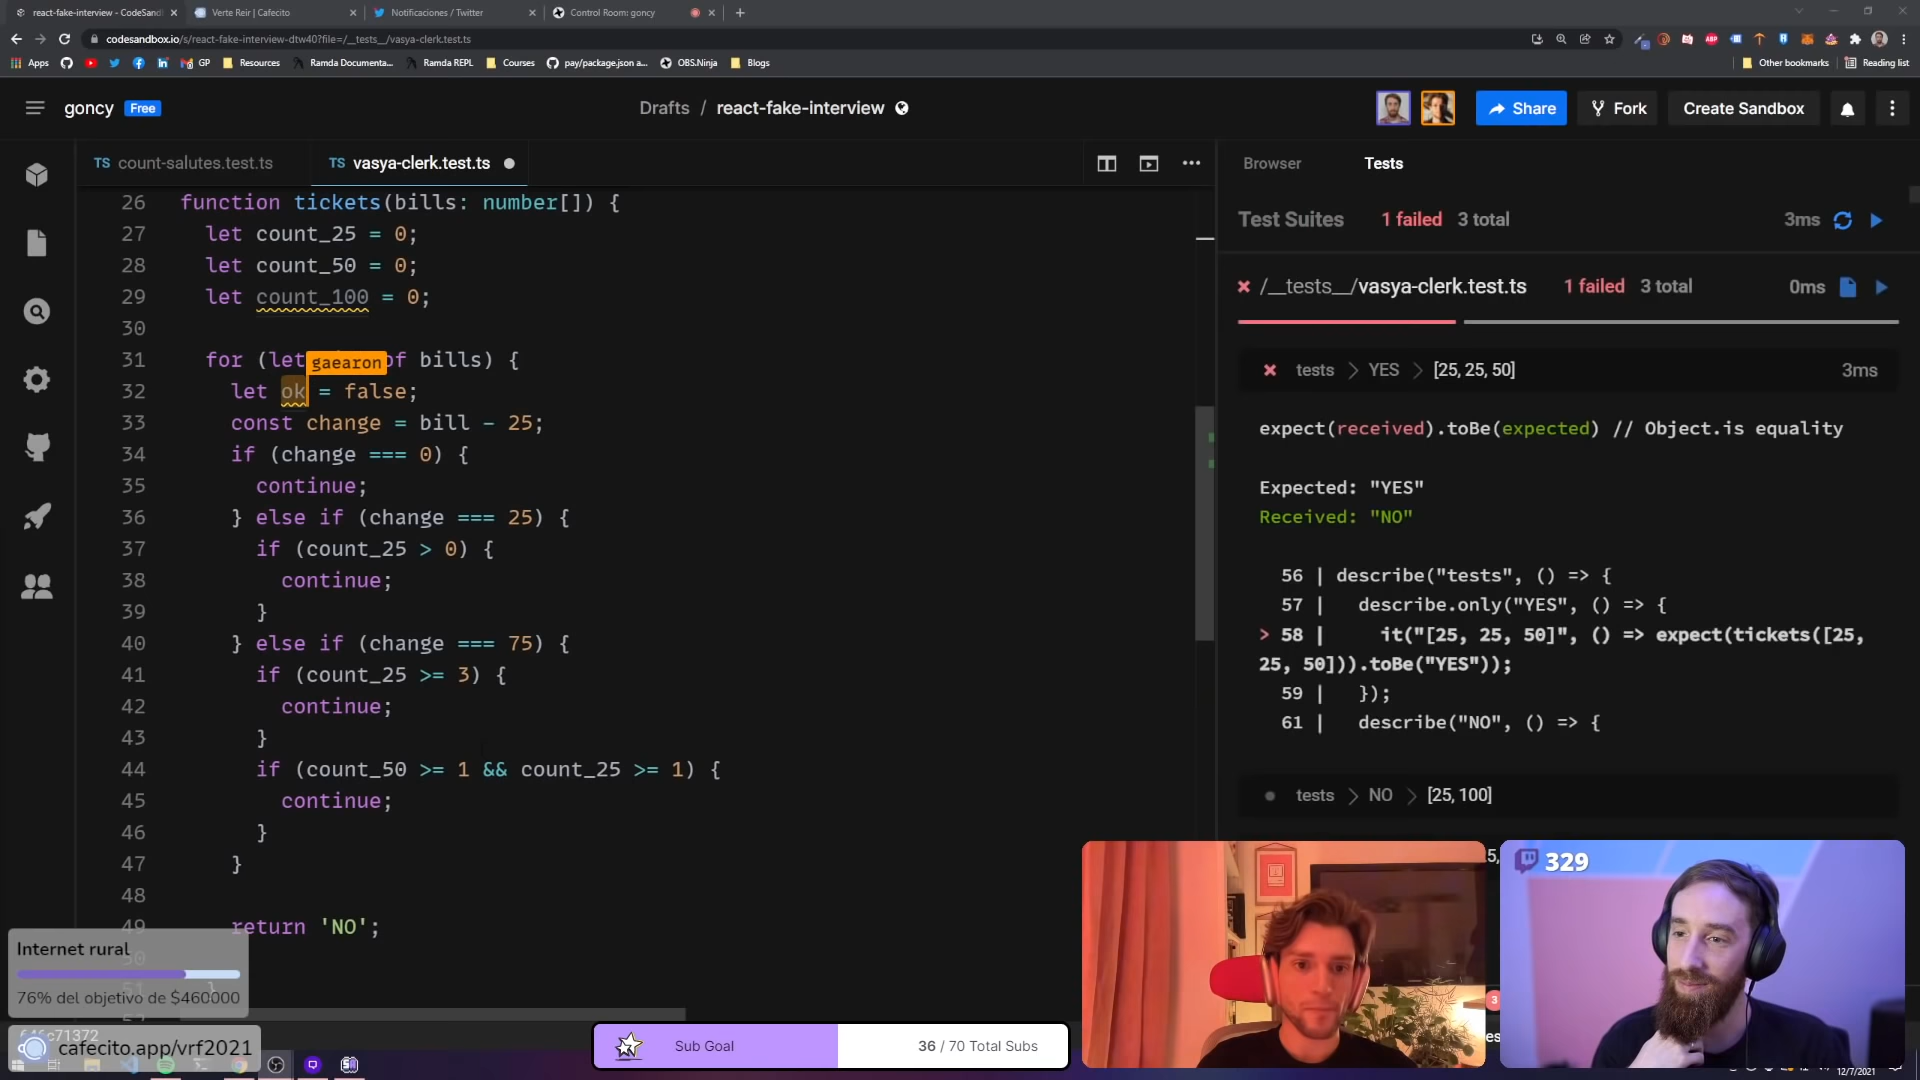 react-fake-interview - CodeSand
Verte Reir | Cafecito
Notificaciones / Twitter
Control Room: goncy
codesandbox.io/s/react-fake-interview-dtw40?file=/__tests__/vasya-clerk.test.ts
Apps
GP
Resources
Ramda Documenta...
Ramda REPL
Courses
pay/package.json a...
OBS.Ninja
Blogs
Other bookmarks
Reading list
goncy
Free
Drafts / react-fake-interview
Share
Fork
Create Sandbox
TS count-salutes.test.ts
TS vasya-clerk.test.ts
26 function tickets(bills: number[]) {
27 let count_25 = 0;
28 let count_50 = 0;
29 let count_100 = 0;
30
31 for (let of bills) {
gaearon
32 let ok = false;
33 const change = bill - 25;
34 if (change === 0) {
35 continue;
36 } else if (change === 25) {
37 if (count_25 > 0) {
38 continue;
39 }
40 } else if (change === 75) {
41 if (count_25 >= 3) {
42 continue;
43 }
44 if (count_50 >= 1 && count_25 >= 1) {
45 continue;
46 }
47 }
48
49 return 'NO';
Browser
Tests
Test Suites 1 failed 3 total 3ms
/__tests__/vasya-clerk.test.ts 1 failed 3 total 0ms
tests > YES > [25, 25, 50] 3ms
expect(received).toBe(expected) // Object.is equality
Expected: "YES"
Received: "NO"
56 | describe("tests", () => {
57 | describe.only("YES", () => {
> 58 | it("[25, 25, 50]", () => expect(tickets([25,
25, 50])).toBe("YES"));
59 | });
61 | describe("NO", () => {
tests > NO > [25, 100]
329
Internet rural
76% del objetivo de $460000
cafecito.app/vrf2021
Sub Goal
36 / 70 Total Subs
3
12/7/2021